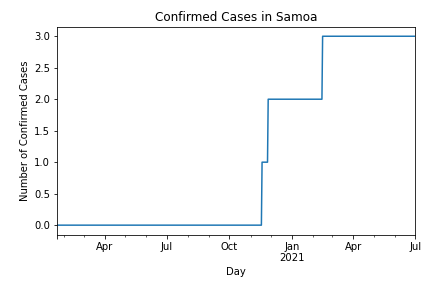 Confirmed Cases in Samoa
Number of Confirmed Cases
3.0
2.5
2.0
1.5
1.0
0.5
0.0
Apr Jul Oct Jan Apr Jul
2021
Day